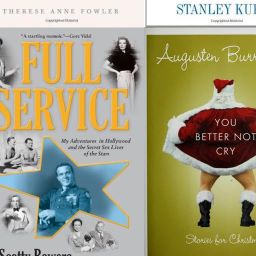 THERESE ANNE FOWLER
STANLEY KU
"A startling memoir."—Gore Vidal
FULL
SERVICE
My Adventures in Hollywood
and the Secret Sex Lives
of the Stars
Scotty Bowers
Augusten Burr
YOU
BETTER NOT
CRY
Stories for Christm